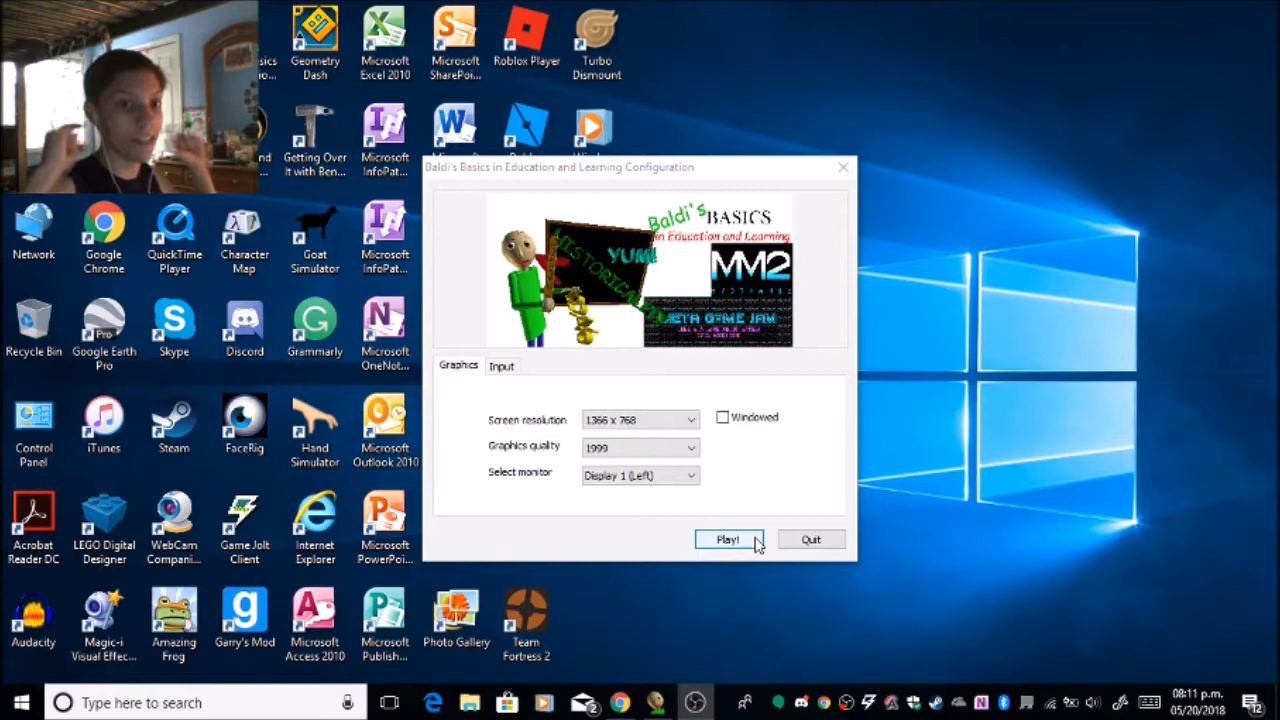 Geometry Dash
Microsoft Excel 2010
Microsoft SharePoi...
Roblox Player
Turbo Dismount
Getting Over It with Ben...
Microsoft InfoPat...
Baldi's Basics in Education and Learning Configuration
Baldi's BASICS
in Education and Learning
YUM!
MM2
Network
Google Chrome
QuickTime Player
Character Map
Goat Simulator
Microsoft InfoPat...
Recycle Bin
Google Earth Pro
Skype
Discord
Grammarly
Microsoft OneNot...
META GAME JAM
Graphics
Input
Screen resolution
1366 x 768
Windowed
Graphics quality
1999
Select monitor
Display 1 (Left)
Play!
Quit
Control Panel
iTunes
Steam
FaceRig
Hand Simulator
Microsoft Outlook 2010
Acrobat Reader DC
LEGO Digital Designer
WebCam Compani...
Game Jolt Client
Internet Explorer
Microsoft PowerPoi...
Audacity
Magic-i Visual Effec...
Amazing Frog
Garry's Mod
Microsoft Access 2010
Microsoft Publish...
Photo Gallery
Team Fortress 2
Type here to search
08:11 p.m.
05/20/2018